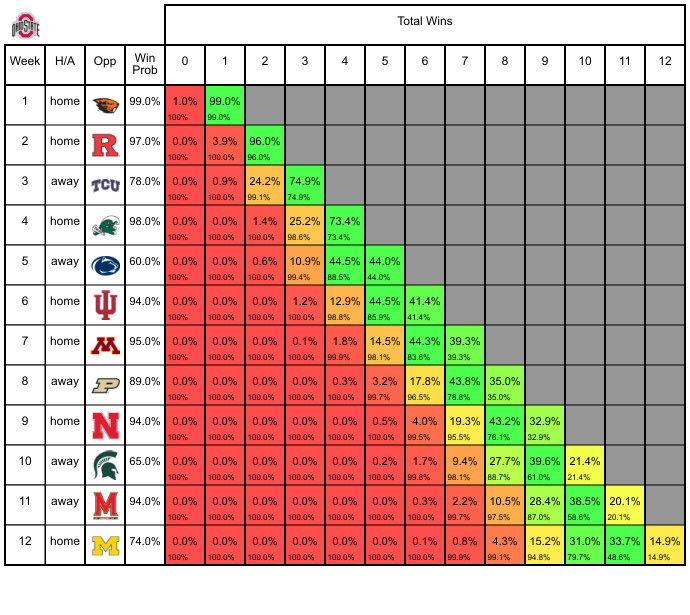 OHIO STATE
Total Wins
Week H/A Opp Win Prob 0 1 2 3 4 5 6 7 8 9 10 11 12
1 home 99.0% 1.0% 99.0%
100% 99.0%
2 home R 97.0% 0.0% 3.9% 96.0%
100% 100.0% 96.0%
3 away TCU 78.0% 0.0% 0.9% 24.2% 74.9%
100% 100.0% 99.1% 74.9%
4 home 98.0% 0.0% 0.0% 1.4% 25.2% 73.4%
100% 100.0% 100.0% 98.6% 73.4%
5 away 60.0% 0.0% 0.0% 0.6% 10.9% 44.5% 44.0%
100% 100.0% 100.0% 99.4% 88.5% 44.0%
6 home 94.0% 0.0% 0.0% 0.0% 1.2% 12.9% 44.5% 41.4%
100% 100.0% 100.0% 100.0% 98.8% 85.9% 41.4%
7 home M 95.0% 0.0% 0.0% 0.0% 0.1% 1.8% 14.5% 44.3% 39.3%
100% 100.0% 100.0% 100.0% 99.9% 98.1% 83.6% 39.3%
8 away P 89.0% 0.0% 0.0% 0.0% 0.0% 0.3% 3.2% 17.8% 43.8% 35.0%
100% 100.0% 100.0% 100.0% 100.0% 99.7% 96.5% 78.8% 35.0%
9 home N 94.0% 0.0% 0.0% 0.0% 0.0% 0.0% 0.5% 4.0% 19.3% 43.2% 32.9%
100% 100.0% 100.0% 100.0% 100.0% 100.0% 99.5% 95.5% 76.1% 32.9%
10 away 65.0% 0.0% 0.0% 0.0% 0.0% 0.0% 0.2% 1.7% 9.4% 27.7% 39.6% 21.4%
100% 100.0% 100.0% 100.0% 100.0% 100.0% 99.8% 98.1% 88.7% 61.0% 21.4%
11 away M 94.0% 0.0% 0.0% 0.0% 0.0% 0.0% 0.0% 0.3% 2.2% 10.5% 28.4% 38.5% 20.1%
100% 100.0% 100.0% 100.0% 100.0% 100.0% 100.0% 99.7% 97.5% 87.0% 58.6% 20.1%
12 home M 74.0% 0.0% 0.0% 0.0% 0.0% 0.0% 0.0% 0.1% 0.8% 4.3% 15.2% 31.0% 33.7% 14.9%
100% 100.0% 100.0% 100.0% 100.0% 100.0% 100.0% 99.9% 99.1% 94.8% 79.7% 48.6% 14.9%